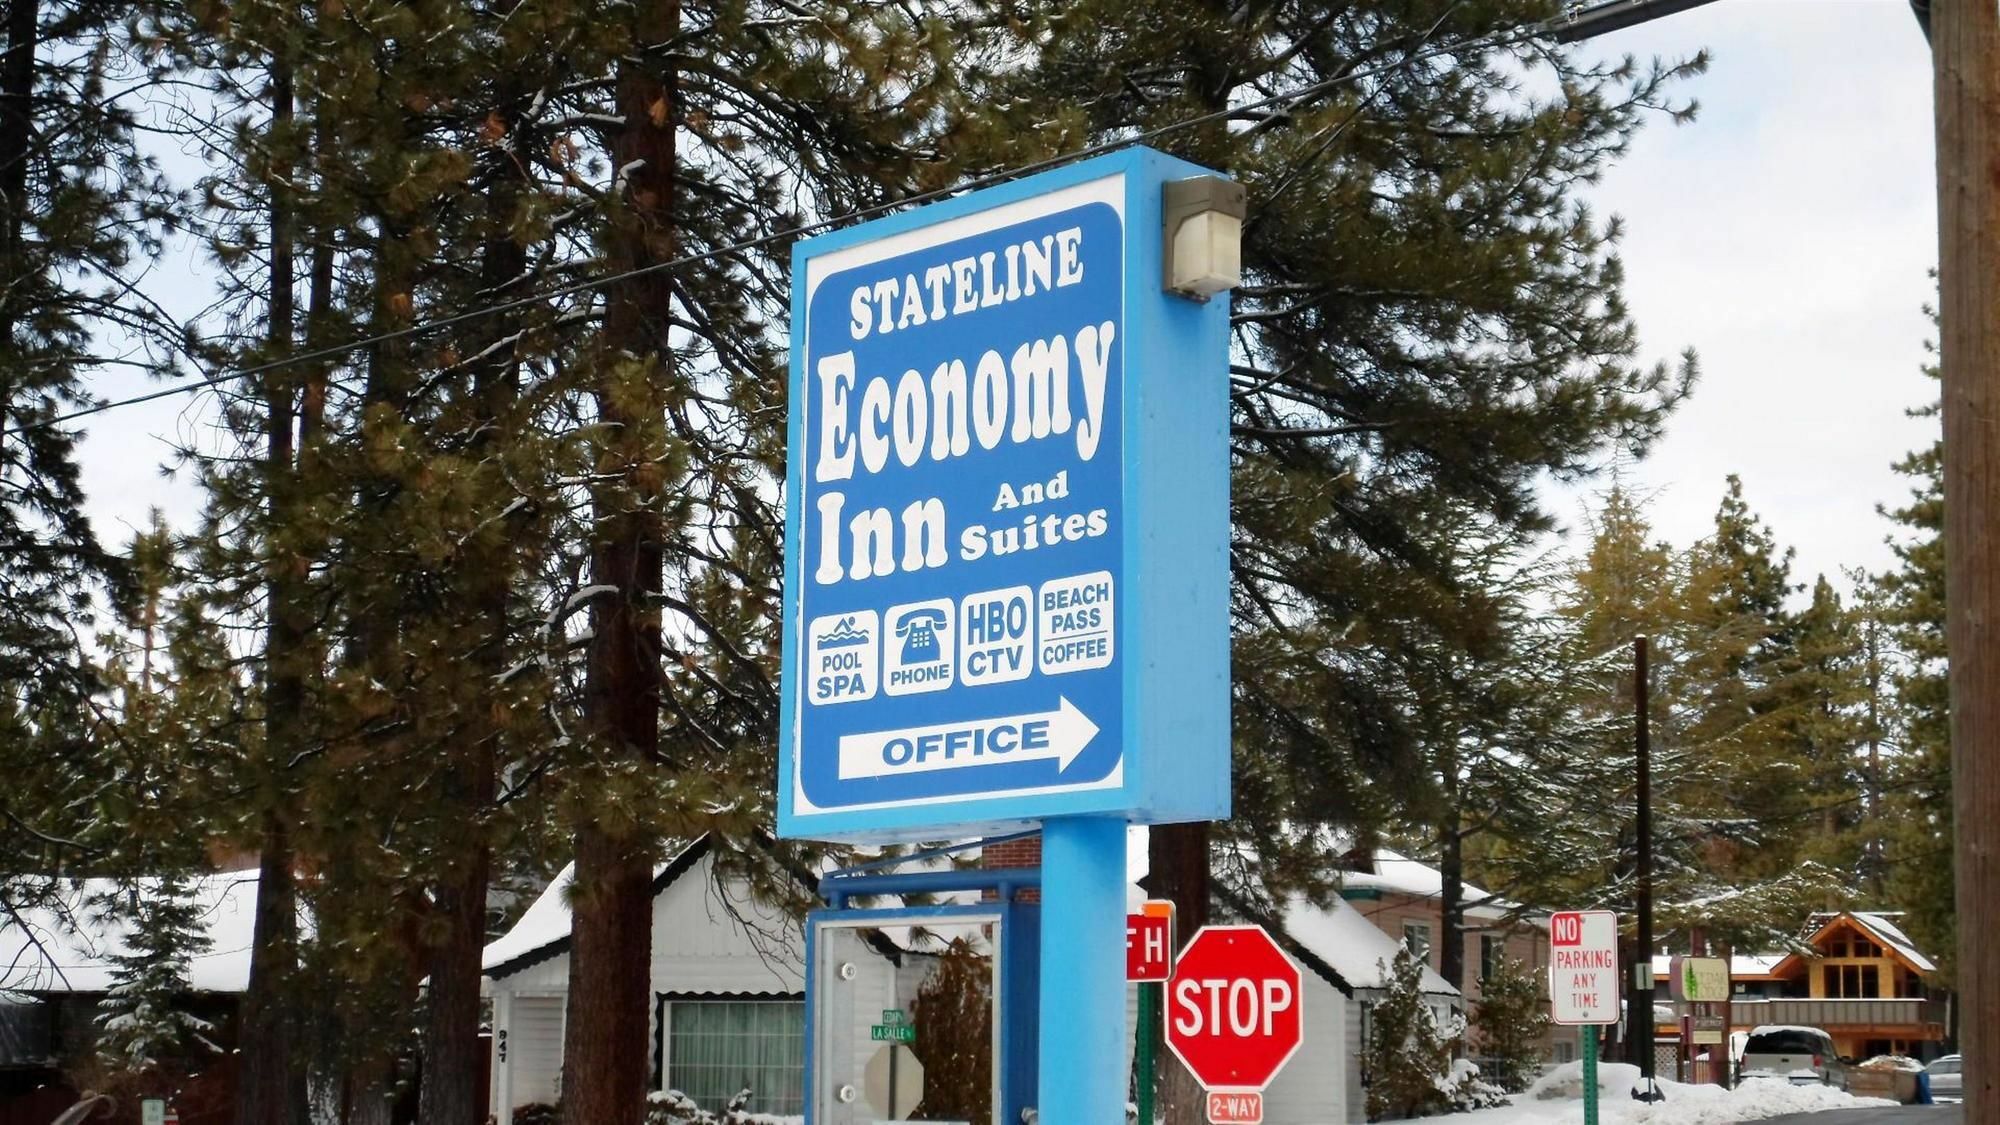 STATELINE
Economy
Inn And
Suites
POOL
SPA
PHONE
HBO
CTV
BEACH
PASS
COFFEE
OFFICE
847
LA SALLE
H
STOP
2-WAY
NO
PARKING
ANY
TIME